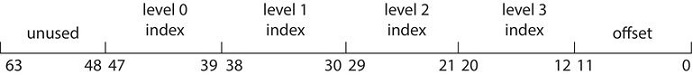 level 0 level 1 level 2 level 3
unused index index index index offset
63 48 47 39 38 30 29 21 20 12 11 0